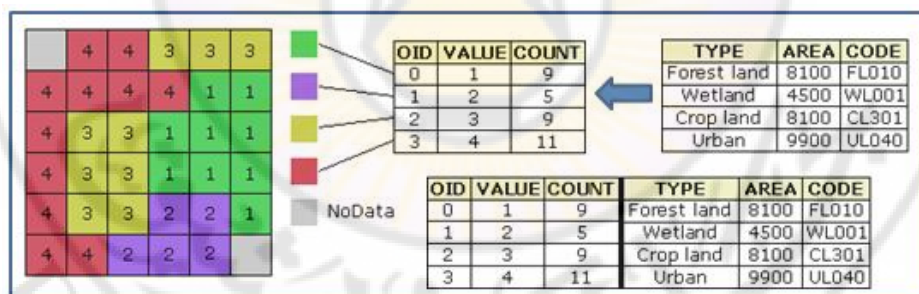 4 4 3 3 3
4 4 4 4 1 1
4 3 3 1 1 1
4 3 3 1 1 1
4 3 3 2 2 1
4 4 2 2 2
NoData
OID VALUE COUNT
0 1 9
1 2 5
2 3 9
3 4 11
TYPE AREA CODE
Forest land 8100 FL010
Wetland 4500 WL001
Crop land 8100 CL301
Urban 9900 UL040
OID VALUE COUNT TYPE AREA CODE
0 1 9 Forest land 8100 FL010
1 2 5 Wetland 4500 WL001
2 3 9 Crop land 8100 CL301
3 4 11 Urban 9900 UL040